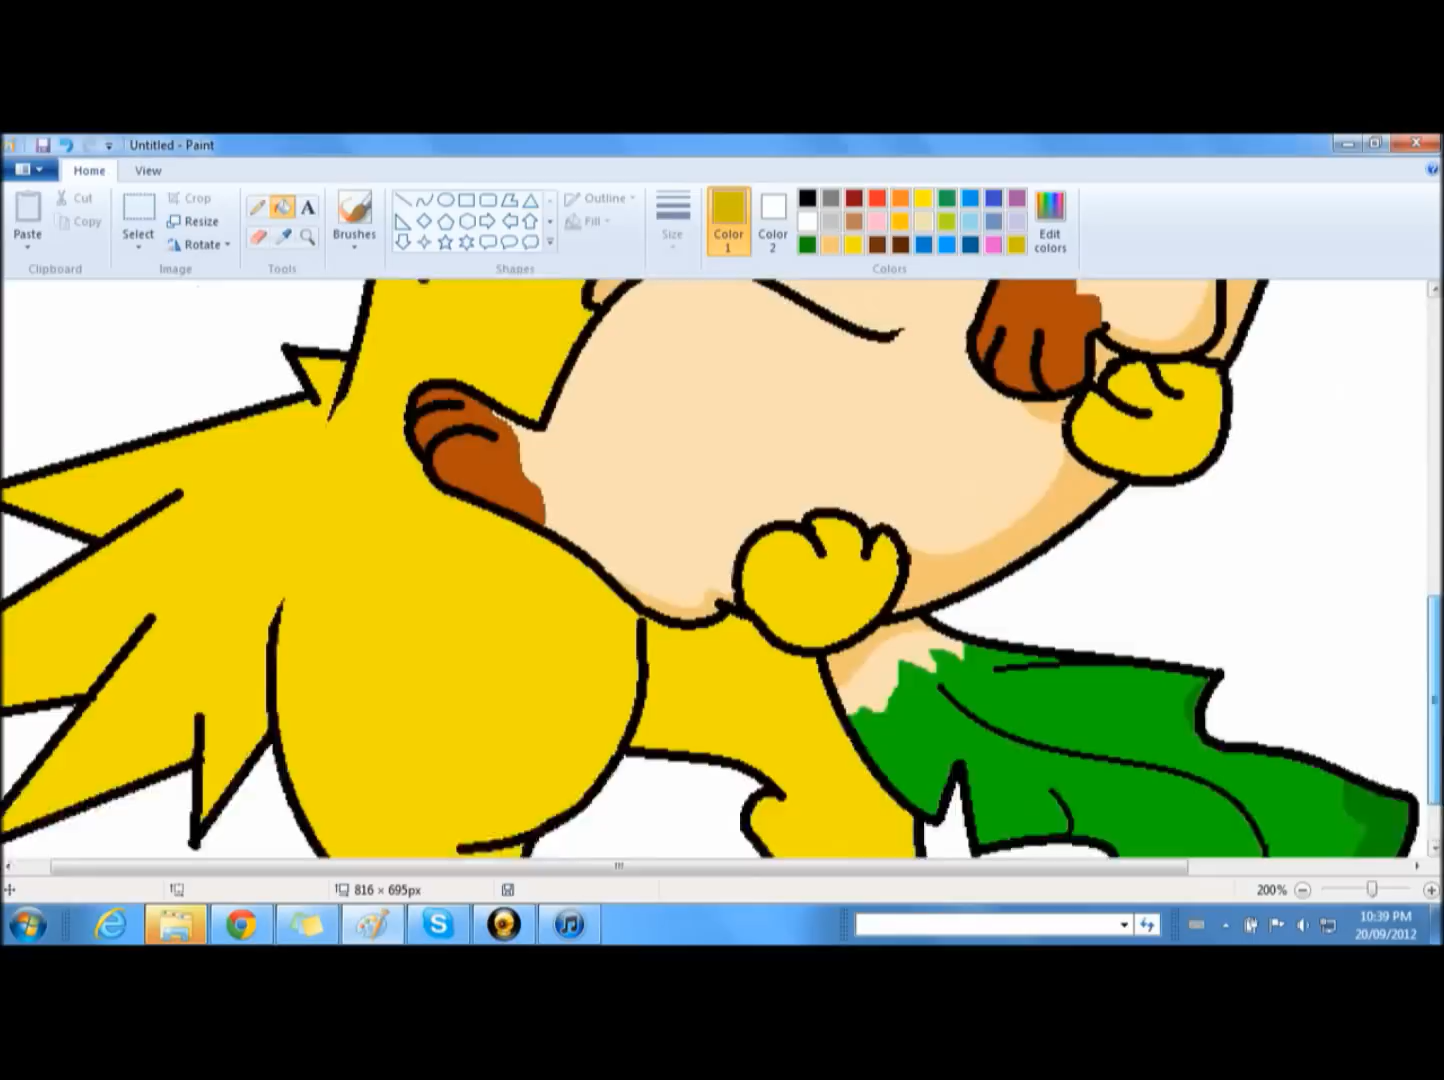 Untitled - Paint
Home View
Paste
Cut
Copy
Clipboard
Select
Crop
Resize
Rotate
Image
A
Tools
Brushes
Shapes
Outline
Fill
Size
Color 1
Color 2
Edit colors
Colors
816 × 695px
200%
10:39 PM
20/09/2012